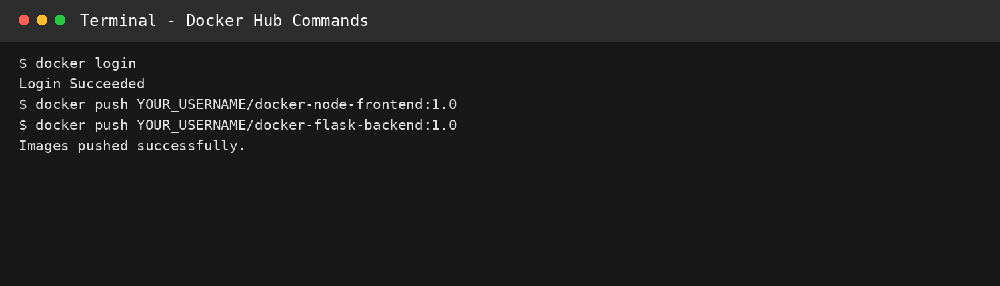 Terminal - Docker Hub Commands
$ docker login
Login Succeeded
$ docker push YOUR_USERNAME/docker-node-frontend:1.0
$ docker push YOUR_USERNAME/docker-flask-backend:1.0
Images pushed successfully.